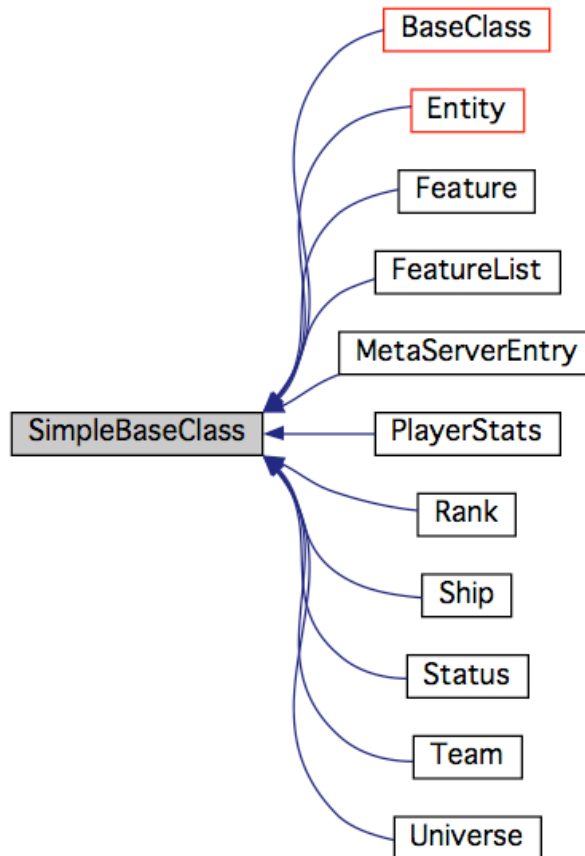 BaseClass
Entity
Feature
FeatureList
MetaServerEntry
SimpleBaseClass
PlayerStats
Rank
Ship
Status
Team
Universe